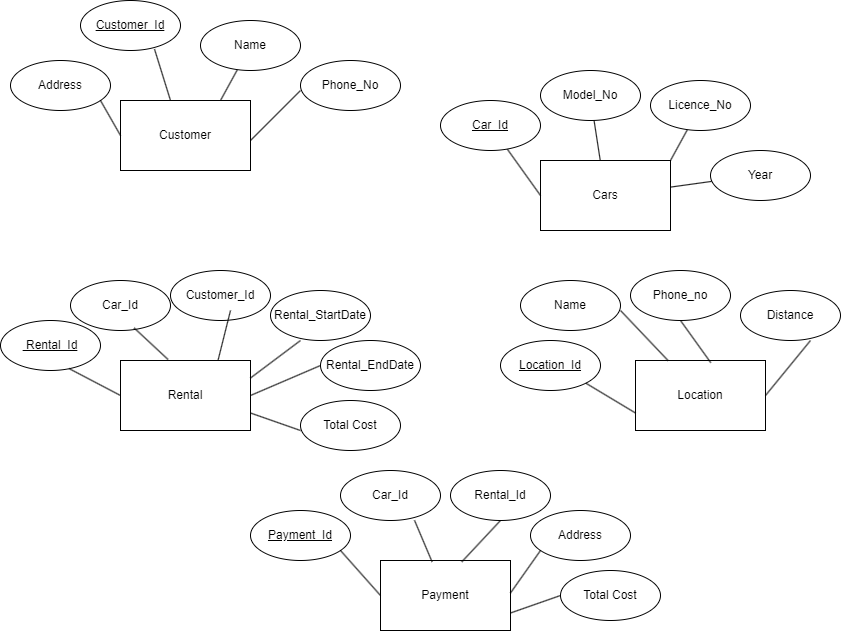 Customer_Id
Name
Address
Phone_No
Customer
Model_No
Licence_No
Car_Id
Year
Cars
Customer_Id
Car_Id
Rental_StartDate
Rental_Id
Rental_EndDate
Rental
Total Cost
Phone_no
Name
Distance
Location_Id
Location
Car_Id
Rental_Id
Payment_Id
Address
Payment
Total Cost